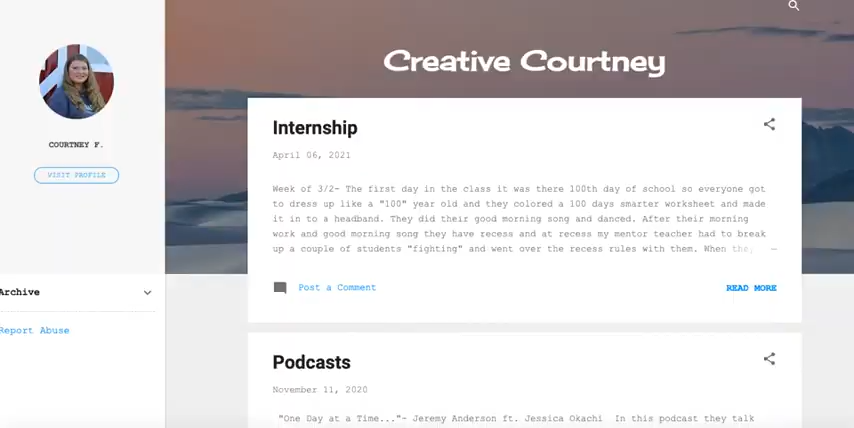 Creative Courtney
COURTNEY F.
VISIT PROFILE
Archive
Report Abuse
Internship
April 06, 2021
Week of 3/2- The first day in the class it was there 100th day of school so everyone got
to dress up like a "100" year old and they colored a 100 days smarter worksheet and made
it in to a headband. They did their good morning song and danced. After their morning
work and good morning song they have recess and at recess my mentor teacher had to break
up a couple of students "fighting" and went over the recess rules with them. When they …
Post a Comment
READ MORE
Podcasts
November 11, 2020
"One Day at a Time..."- Jeremy Anderson ft. Jessica Okachi In this podcast they talk